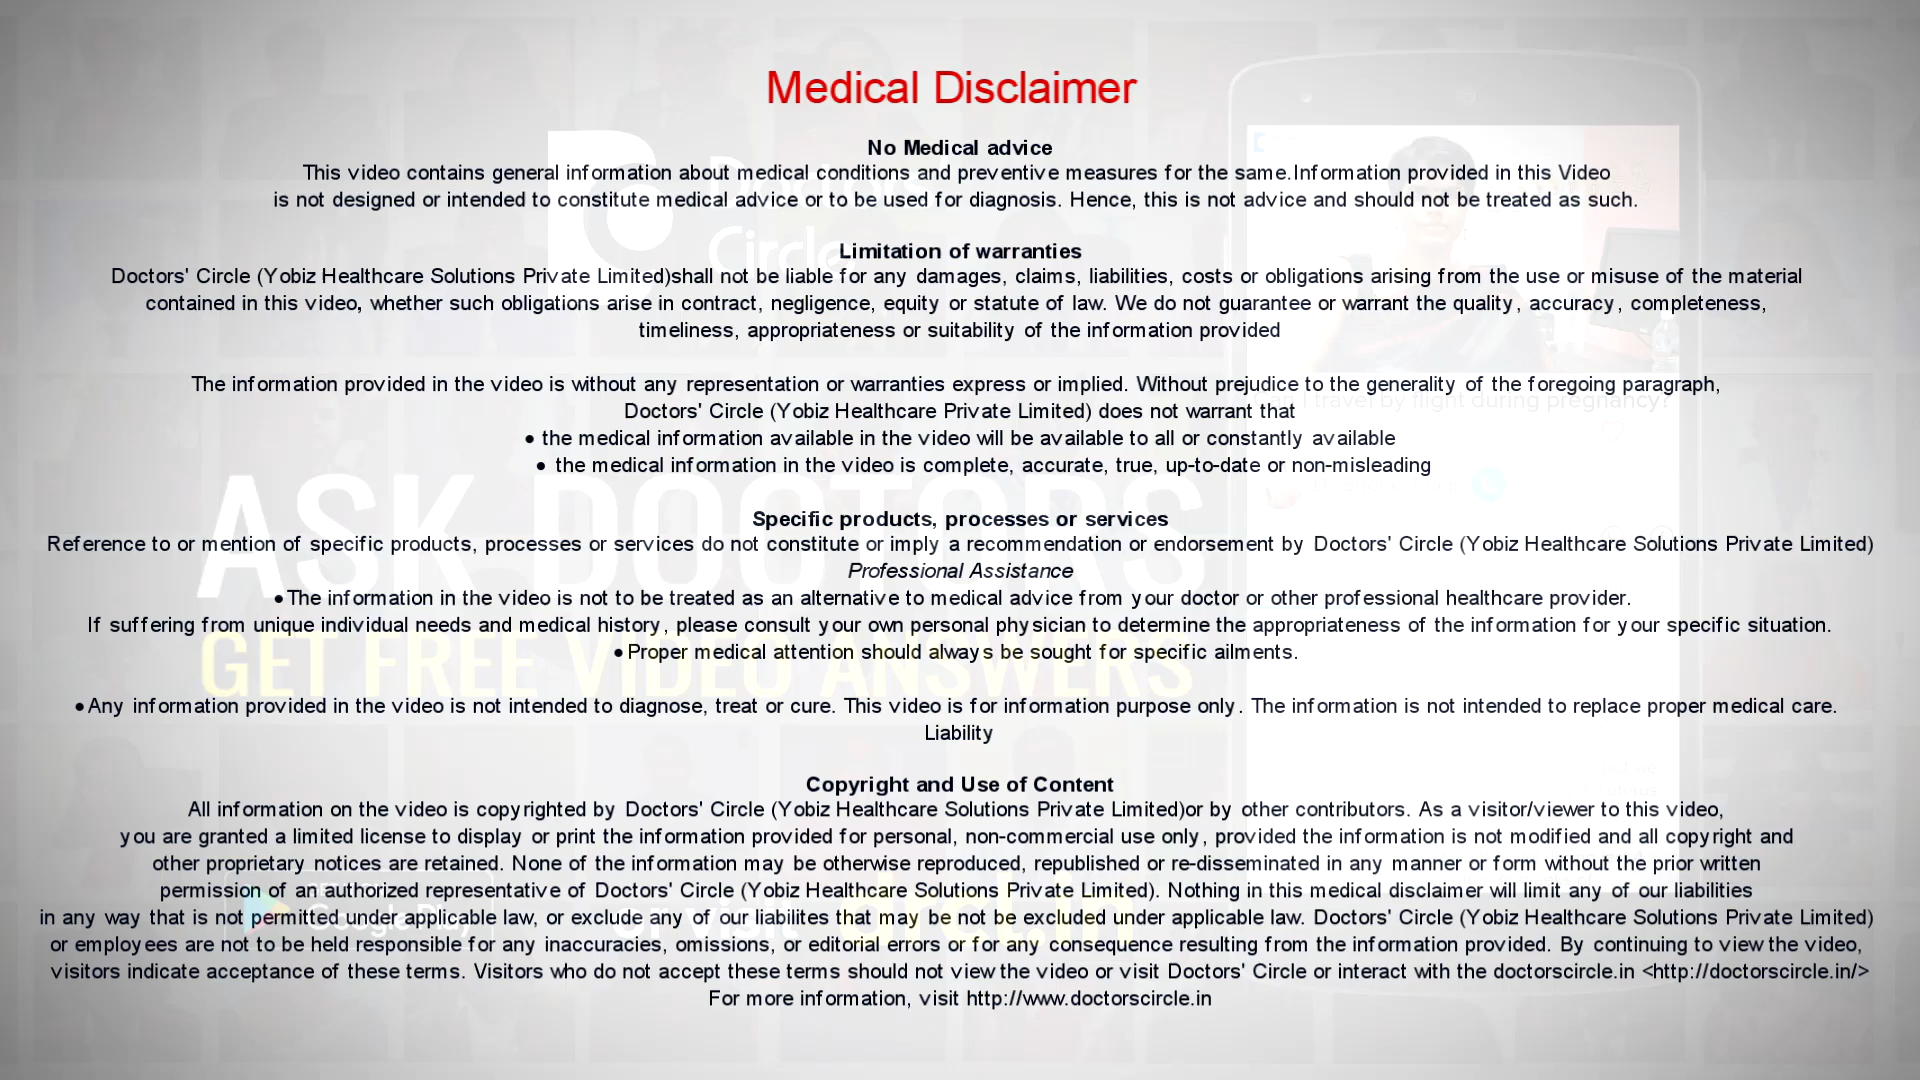 Medical Disclaimer
No Medical advice
This video contains general information about medical conditions and preventive measures for the same.Information provided in this Video
is not designed or intended to constitute medical advice or to be used for diagnosis. Hence, this is not advice and should not be treated as such.
Doctors
Circle
Limitation of warranties
Doctors' Circle (Yobiz Healthcare Solutions Private Limited)shall not be liable for any damages, claims, liabilities, costs or obligations arising from the use or misuse of the material
contained in this video, whether such obligations arise in contract, negligence, equity or statute of law. We do not guarantee or warrant the quality, accuracy, completeness,
timeliness, appropriateness or suitability of the information provided
The information provided in the video is without any representation or warranties express or implied. Without prejudice to the generality of the foregoing paragraph,
Can I travel by flight during pregnancy?
Doctors' Circle (Yobiz Healthcare Private Limited) does not warrant that
• the medical information available in the video will be available to all or constantly available
• the medical information in the video is complete, accurate, true, up-to-date or non-misleading
ASK DOCTORS
Specific products, processes or services
Reference to or mention of specific products, processes or services do not constitute or imply a recommendation or endorsement by Doctors' Circle (Yobiz Healthcare Solutions Private Limited)
Professional Assistance
•The information in the video is not to be treated as an alternative to medical advice from your doctor or other professional healthcare provider.
If suffering from unique individual needs and medical history, please consult your own personal physician to determine the appropriateness of the information for your specific situation.
•Proper medical attention should always be sought for specific ailments.
GET FREE VIDEO ANSWERS
•Any information provided in the video is not intended to diagnose, treat or cure. This video is for information purpose only. The information is not intended to replace proper medical care.
Liability
Copyright and Use of Content
All information on the video is copyrighted by Doctors' Circle (Yobiz Healthcare Solutions Private Limited)or by other contributors. As a visitor/viewer to this video,
you are granted a limited license to display or print the information provided for personal, non-commercial use only, provided the information is not modified and all copyright and
other proprietary notices are retained. None of the information may be otherwise reproduced, republished or re-disseminated in any manner or form without the prior written
permission of an authorized representative of Doctors' Circle (Yobiz Healthcare Solutions Private Limited). Nothing in this medical disclaimer will limit any of our liabilities
in any way that is not permitted under applicable law, or exclude any of our liabilites that may be not be excluded under applicable law. Doctors' Circle (Yobiz Healthcare Solutions Private Limited)
Google Play
or visit drcl.in
or employees are not to be held responsible for any inaccuracies, omissions, or editorial errors or for any consequence resulting from the information provided. By continuing to view the video,
visitors indicate acceptance of these terms. Visitors who do not accept these terms should not view the video or visit Doctors' Circle or interact with the doctorscircle.in <http://doctorscircle.in/>
For more information, visit http://www.doctorscircle.in